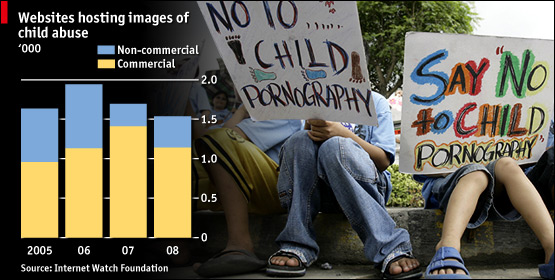 Websites hosting images of
child abuse
'000
Non-commercial
Commercial
2.0
1.5
1.0
0.5
0
2005 06 07 08
Source: Internet Watch Foundation
NO TO
CHILD
PORNOGRAPHY
SAY "NO
to CHILD
PORNOGRAPHY